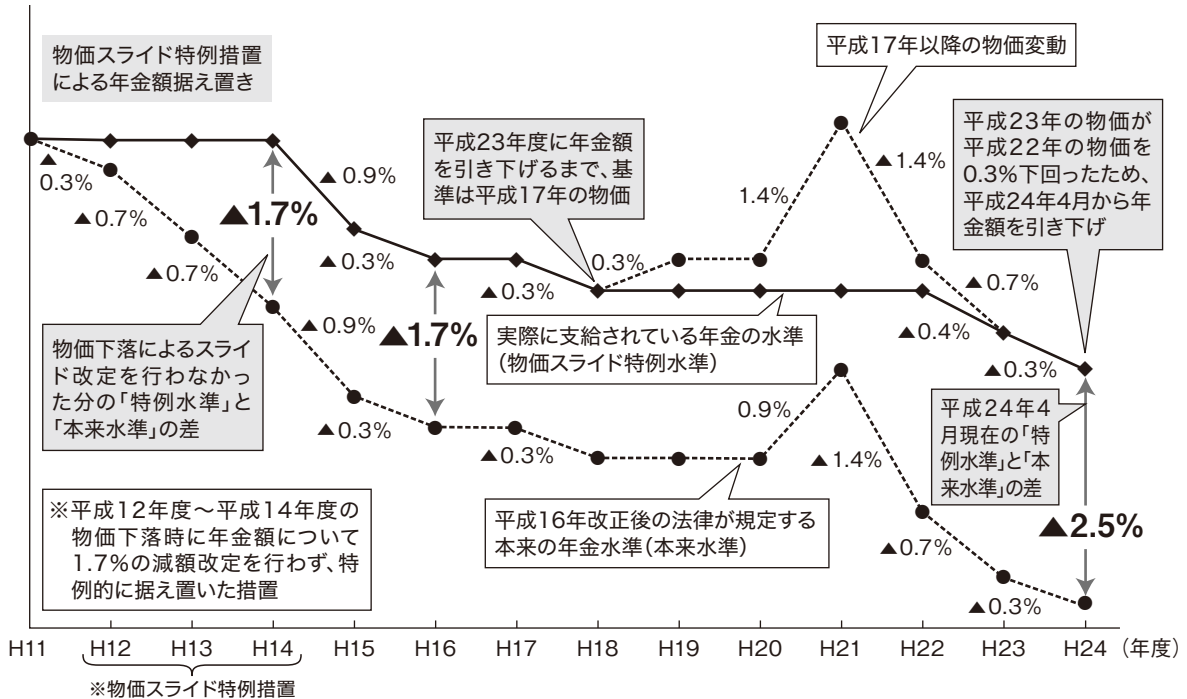 物価スライド特例措置
による年金額据え置き
平成17年以降の物価変動
平成23年度に年金額
を引き下げるまで、基
準は平成17年の物価
平成23年の物価が
平成22年の物価を
0.3%下回ったため、
平成24年4月から年
金額を引き下げ
▲0.3%
▲0.7%
▲0.7%
▲1.7%
▲0.9%
▲0.3%
▲0.9%
▲0.3%
▲1.7%
▲0.3%
▲0.3%
0.3%
1.4%
▲1.4%
▲0.7%
▲0.4%
▲0.3%
実際に支給されている年金の水準
(物価スライド特例水準)
物価下落によるスライ
ド改定を行わなかっ
た分の「特例水準」と
「本来水準」の差
0.9%
▲1.4%
▲0.7%
▲0.3%
平成24年4
月現在の「特
例水準」と「本
来水準」の差
▲2.5%
平成16年改正後の法律が規定する
本来の年金水準(本来水準)
※平成12年度～平成14年度の
物価下落時に年金額について
1.7%の減額改定を行わず、特
例的に据え置いた措置
H11 H12 H13 H14 H15 H16 H17 H18 H19 H20 H21 H22 H23 H24 (年度)
※物価スライド特例措置